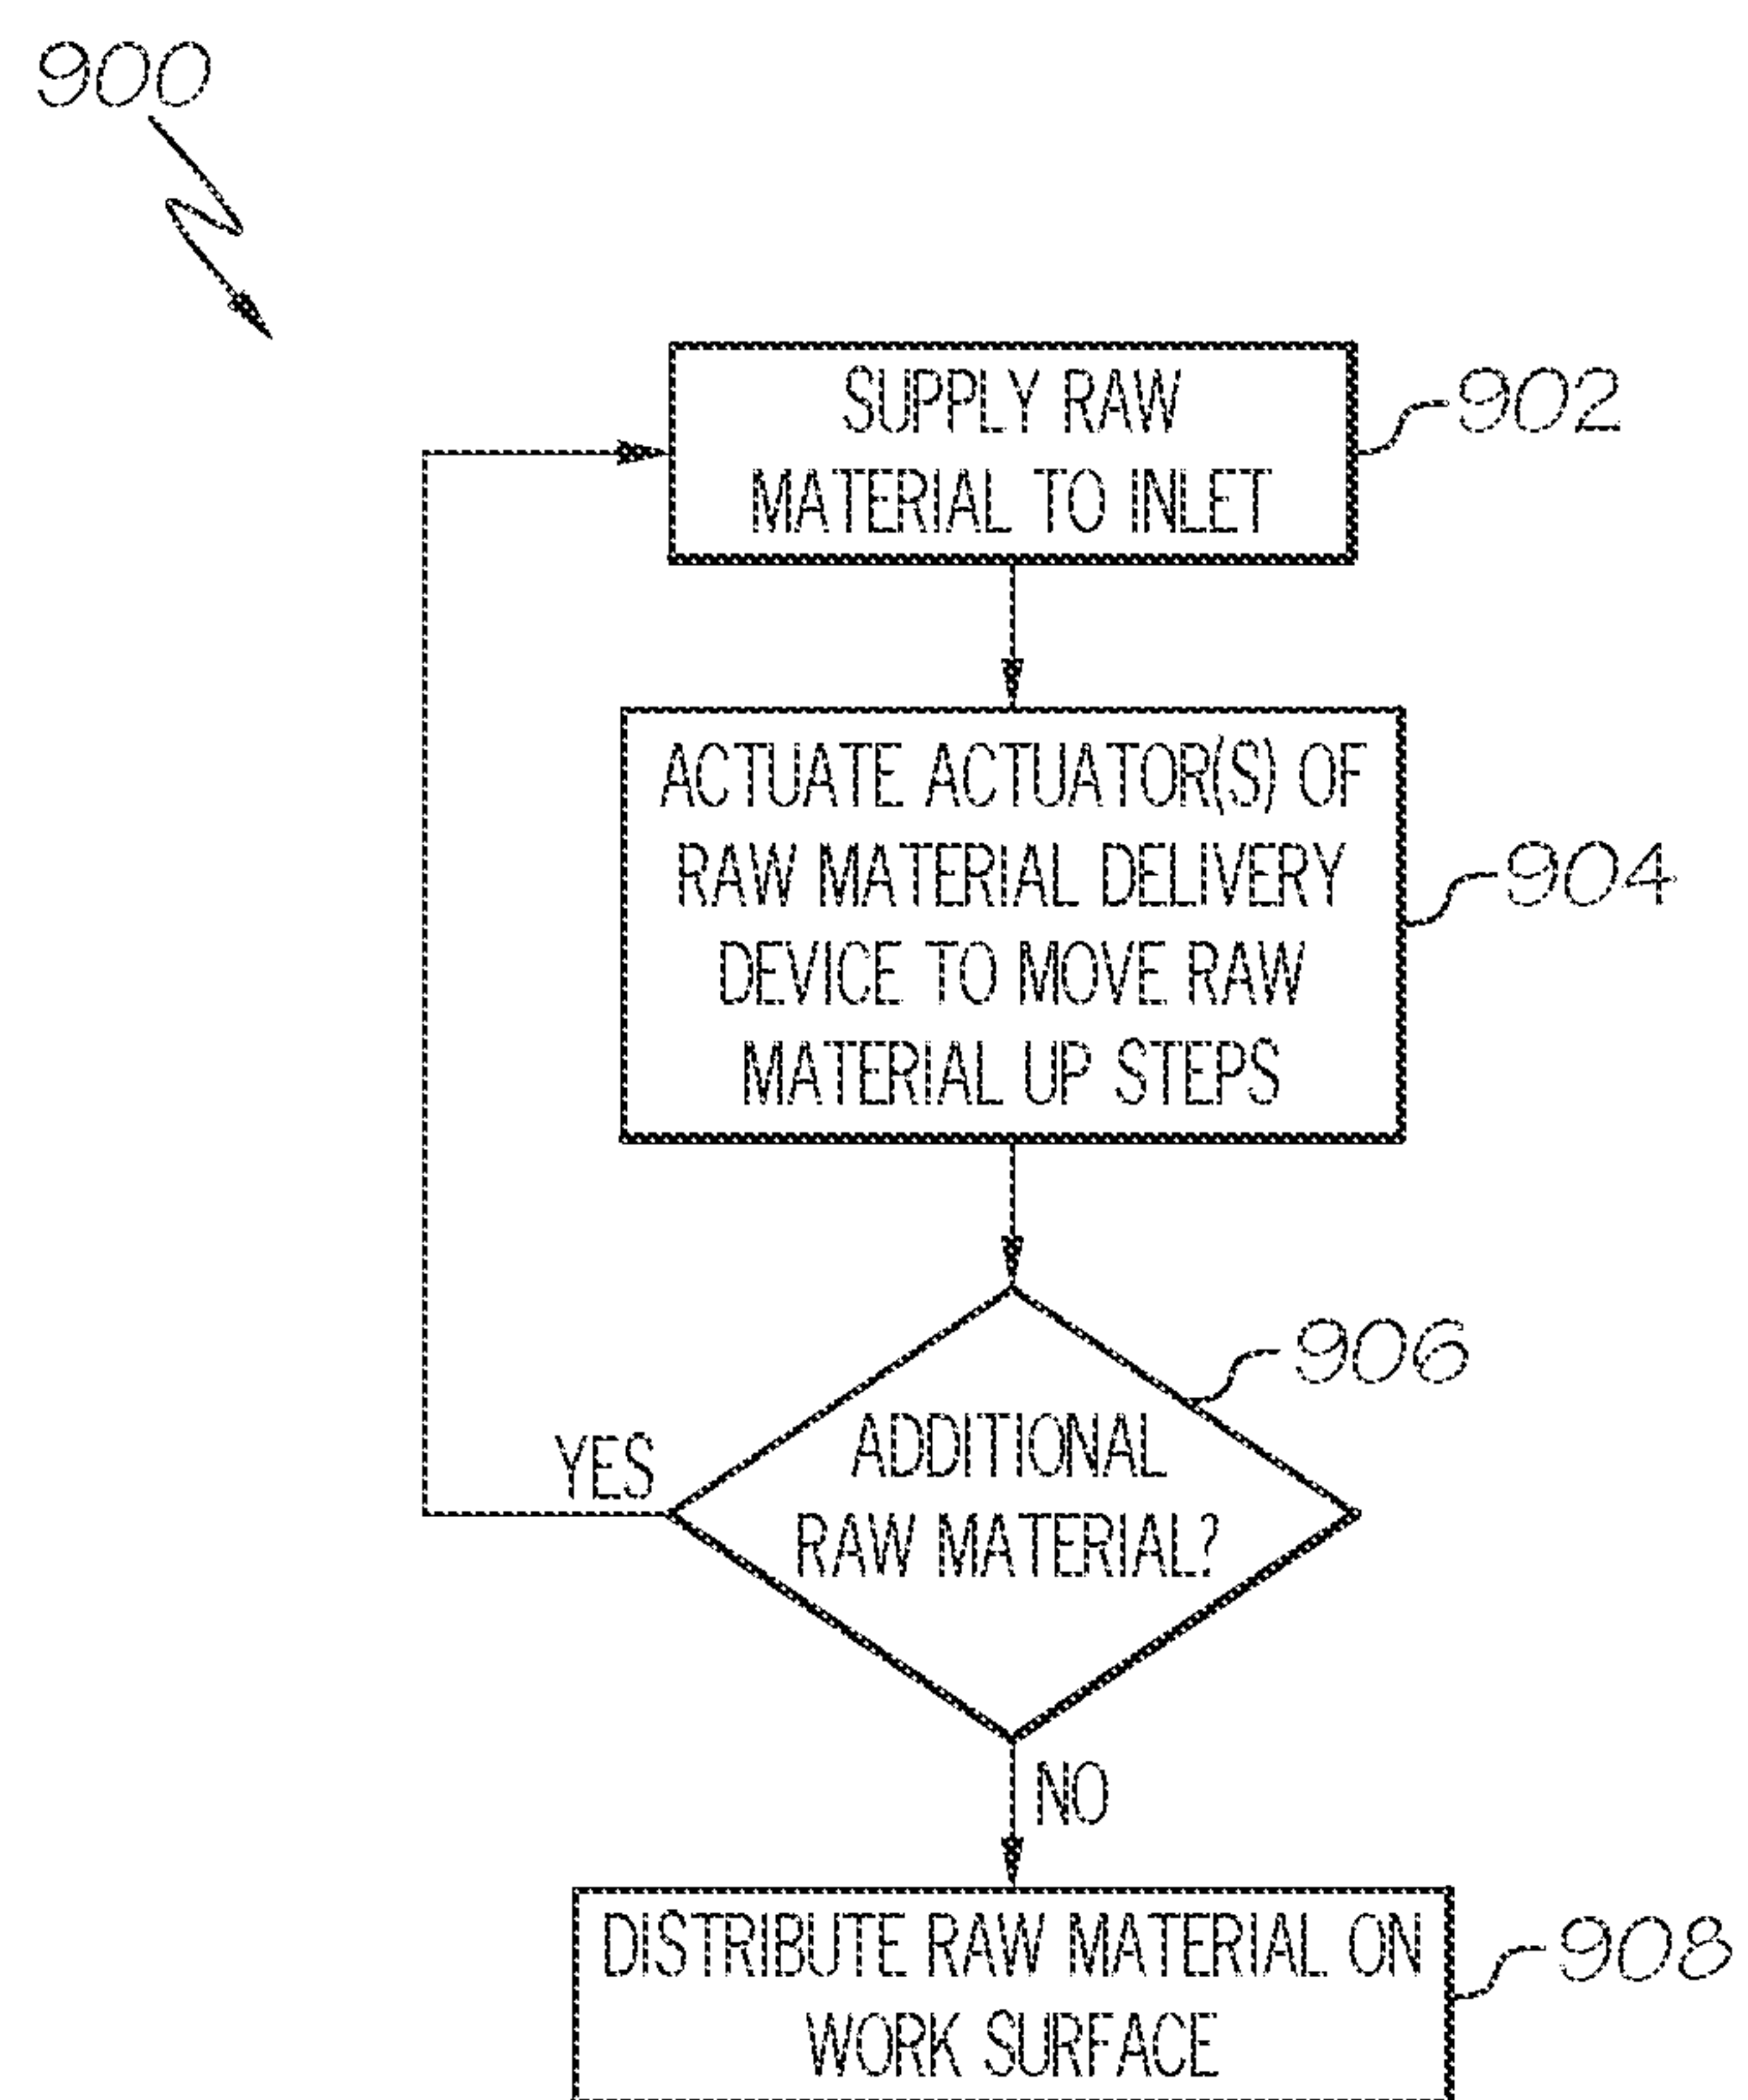 900
SUPPLY RAW
MATERIAL TO INLET
902
ACTUATE ACTUATOR(S) OF
RAW MATERIAL DELIVERY
DEVICE TO MOVE RAW
MATERIAL UP STEPS
904
906
ADDITIONAL
RAW MATERIAL?
YES
NO
DISTRIBUTE RAW MATERIAL ON
WORK SURFACE
908